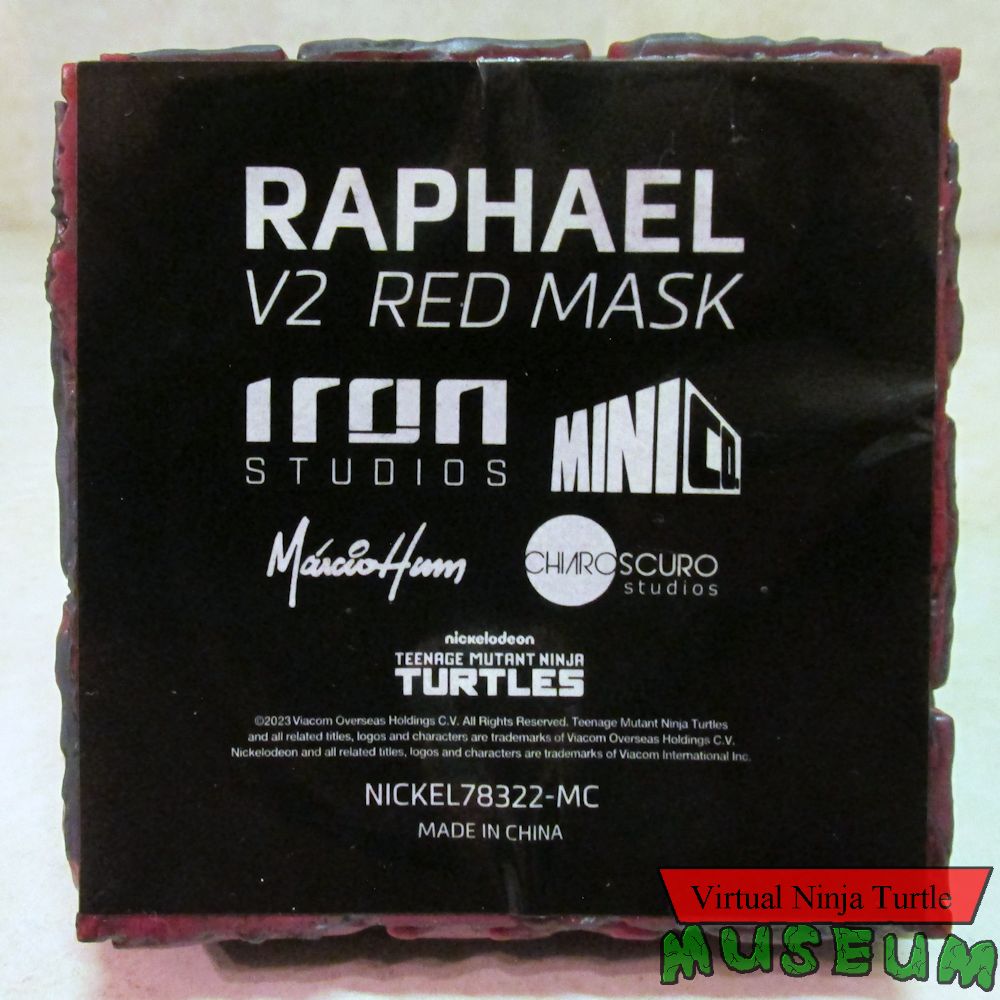 RAPHAEL
V2 RED MASK
IRON
STUDIOS
MINICO.
MárcioHum
CHIAROSCURO
studios
nickelodeon
TEENAGE MUTANT NINJA
TURTLES
©2023 Viacom Overseas Holdings C.V. All Rights Reserved. Teenage Mutant Ninja Turtles
and all related titles, logos and characters are trademarks of Viacom Overseas Holdings C.V.
Nickelodeon and all related titles, logos and characters are trademarks of Viacom International Inc.
NICKEL78322-MC
MADE IN CHINA
Virtual Ninja Turtle
MUSEUM